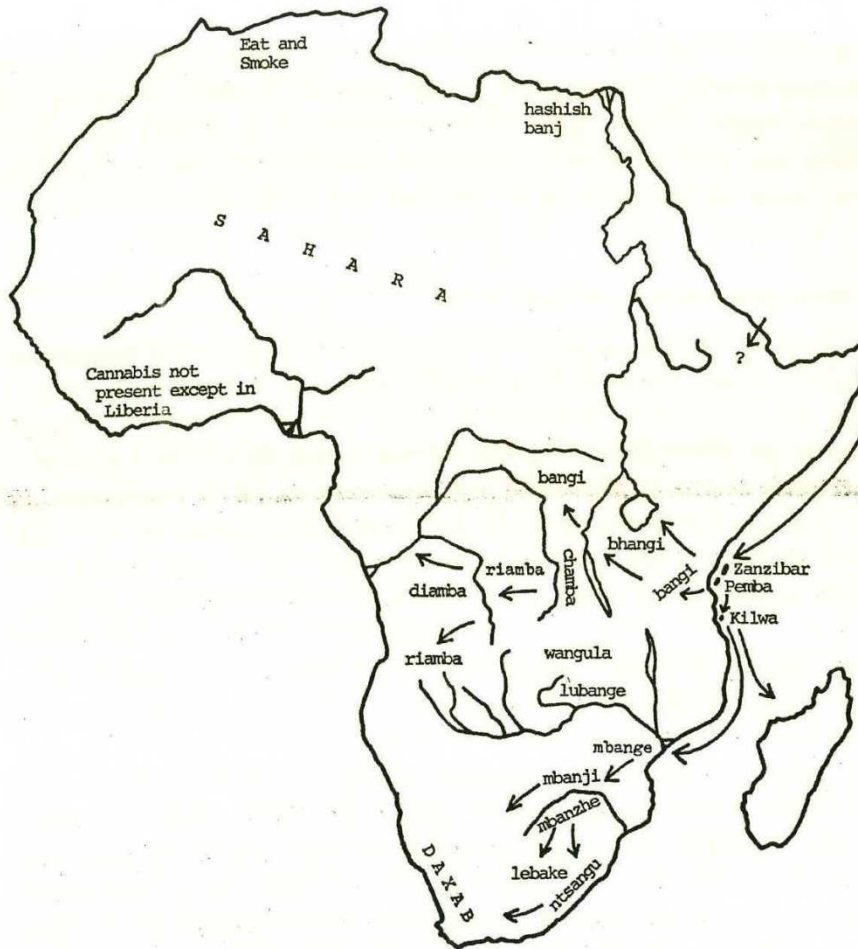 Eat and
Smoke
hashish
banj
S A H A R A
?
Cannabis not
present except in
Liberia
bangi
bhangi
chamba
bangi
Zanzibar
Pemba
Kilwa
riamba
diamba
riamba
wangula
lubange
mbange
mbanji
mbanzhe
lebake
ntsangu
DAXAB